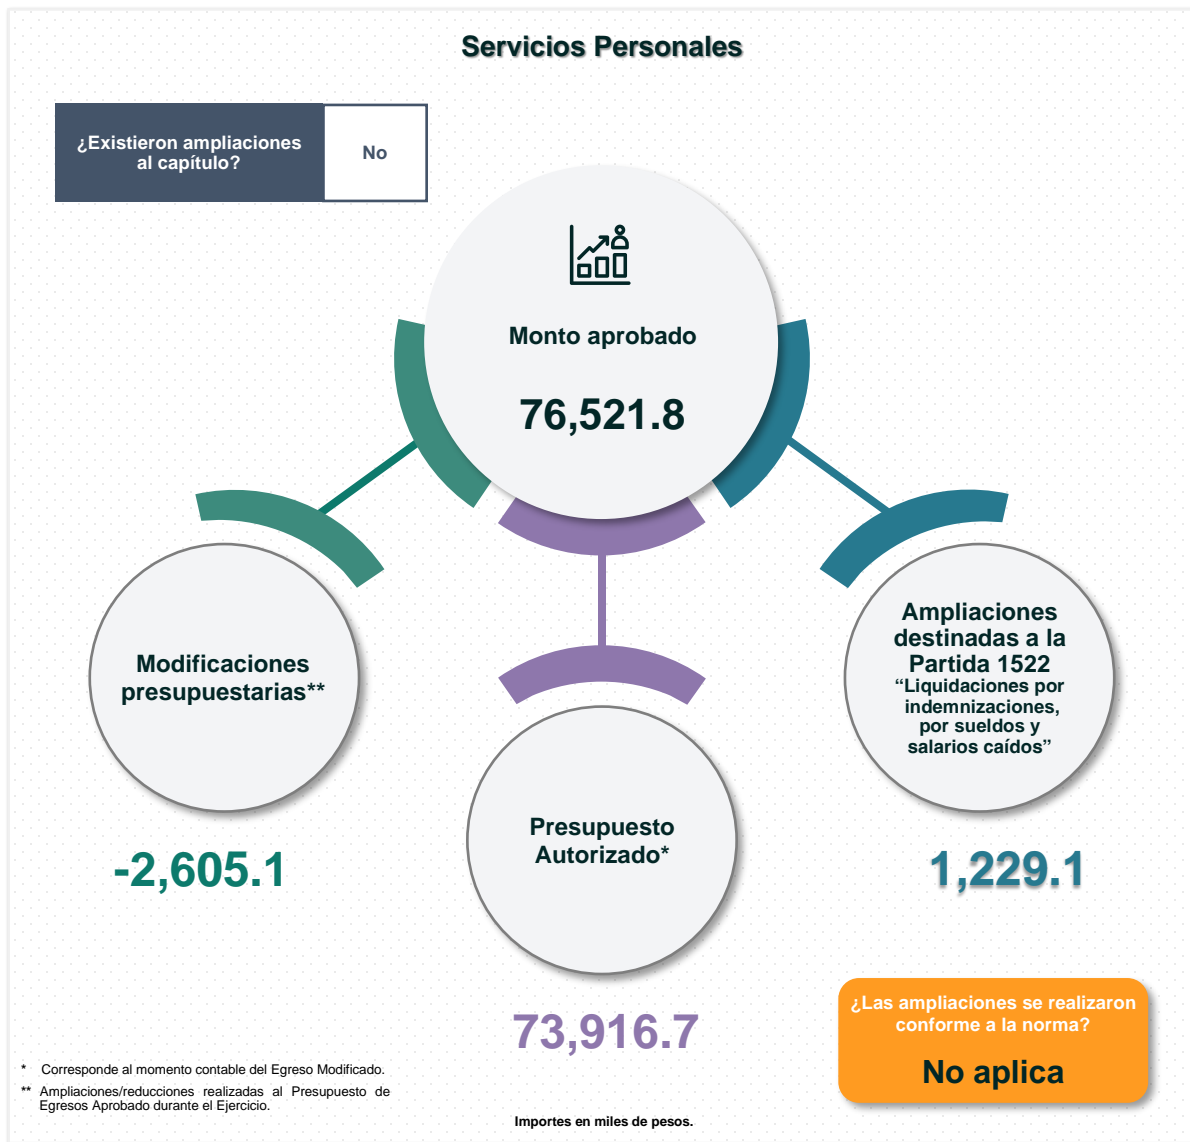 Servicios Personales
¿Existieron ampliaciones
al capítulo?
No
Monto aprobado
76,521.8
Modificaciones
presupuestarias**
-2,605.1
Presupuesto
Autorizado*
73,916.7
Ampliaciones
destinadas a la
Partida 1522
“Liquidaciones por
indemnizaciones,
por sueldos y
salarios caídos”
1,229.1
¿Las ampliaciones se realizaron
conforme a la norma?
No aplica
* Corresponde al momento contable del Egreso Modificado.
** Ampliaciones/reducciones realizadas al Presupuesto de
Egresos Aprobado durante el Ejercicio.
Importes en miles de pesos.